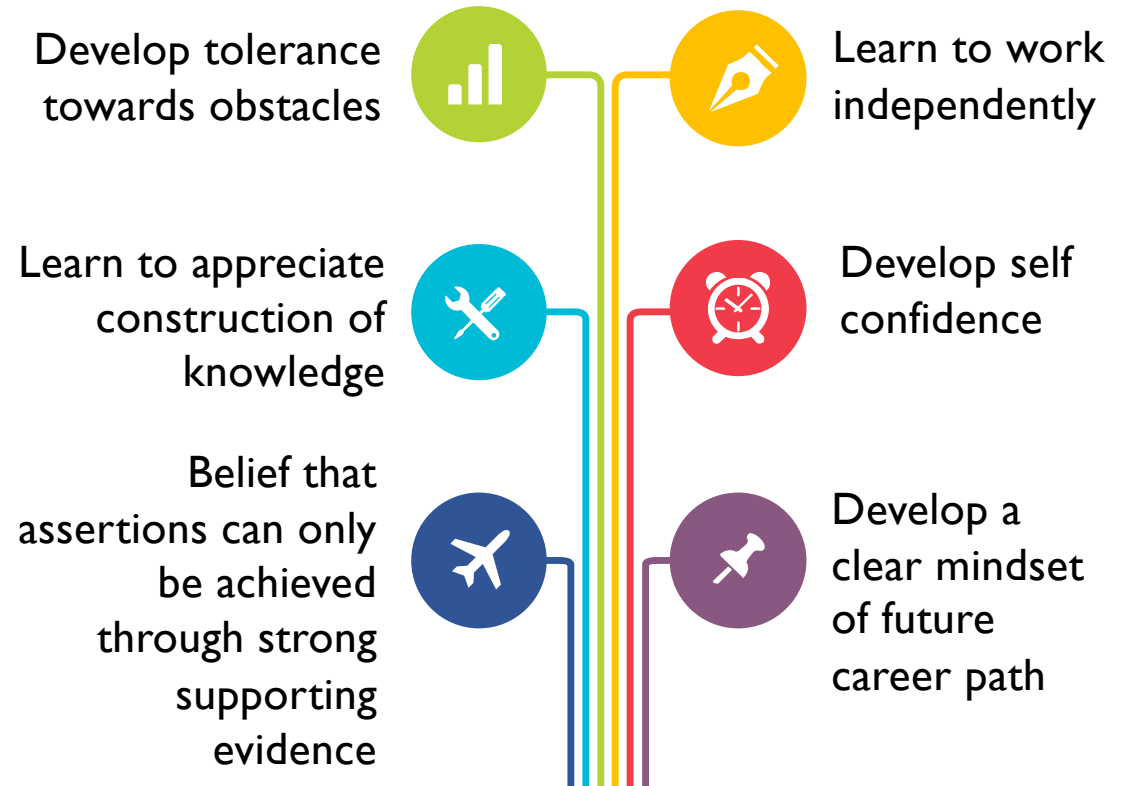 Develop tolerance
towards obstacles
Learn to work
independently
Learn to appreciate
construction of
knowledge
Develop self
confidence
Belief that
assertions can only
be achieved
through strong
supporting
evidence
Develop a
clear mindset
of future
career path